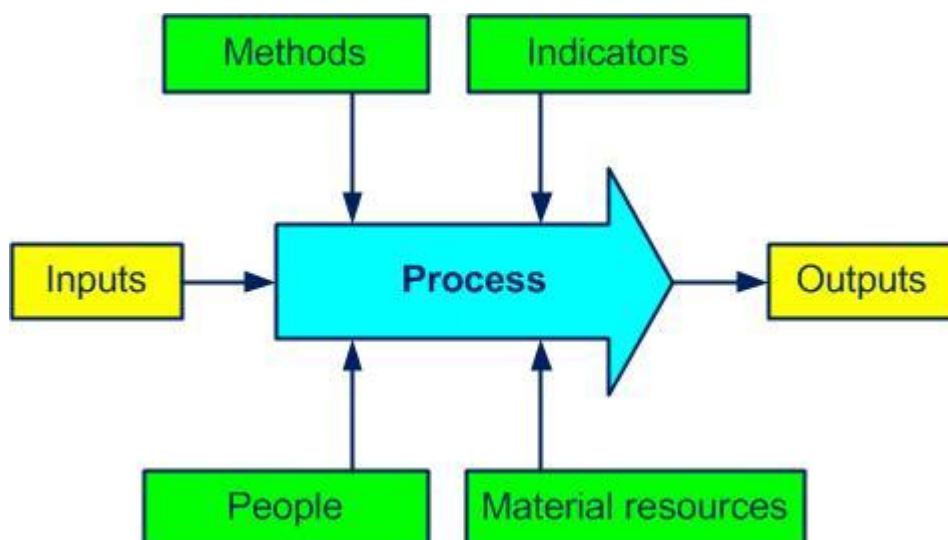 Methods
Indicators
Inputs
Process
Outputs
People
Material resources